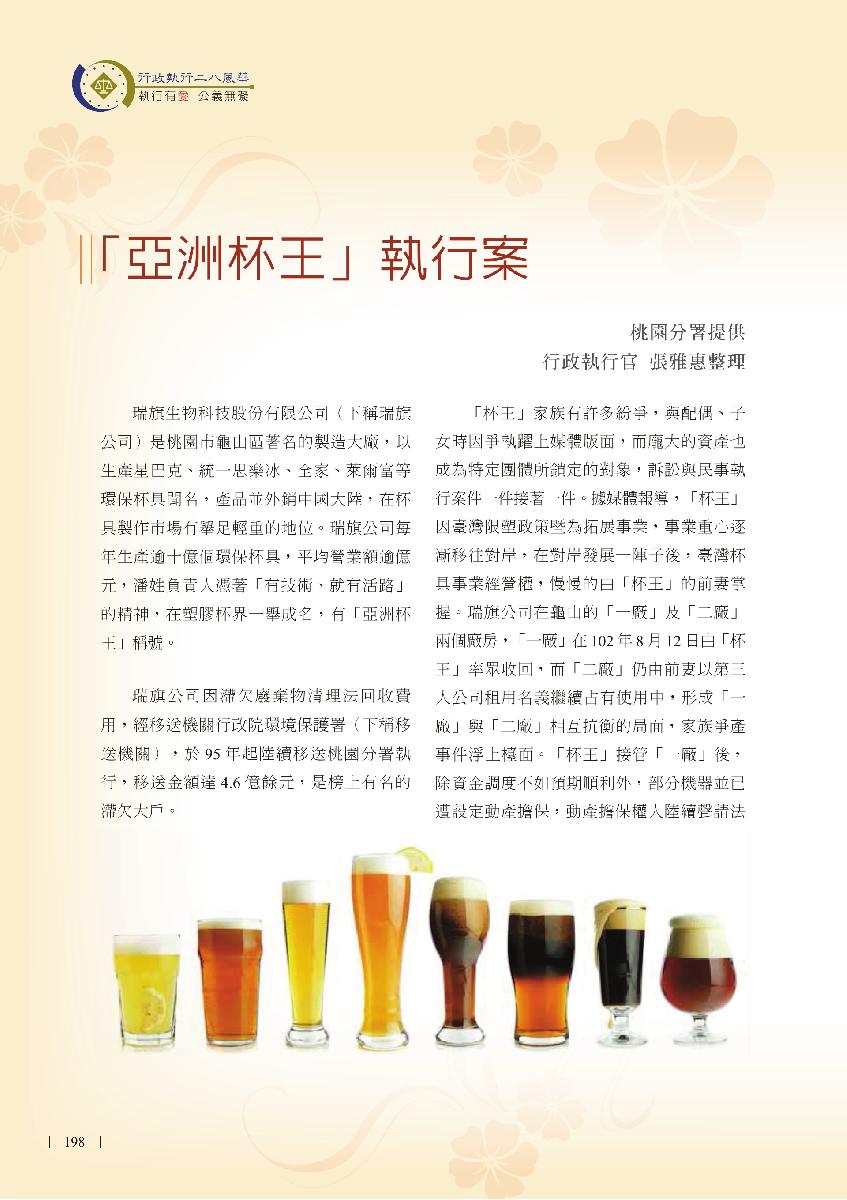 行政執行二八風華
執行有愛 公義無礙
「亞洲杯王」執行案
桃園分署提供
行政執行官 張雅惠整理
瑞旗生物科技股份有限公司（下稱瑞旗
公司）是桃園市龜山區著名的製造大廠，以
生產星巴克、統一思樂冰、全家、萊爾富等
環保杯具聞名，產品並外銷中國大陸，在杯
具製作市場有舉足輕重的地位。瑞旗公司每
年生產逾十億個環保杯具，平均營業額逾億
元，潘姓負責人憑著「有技術、就有活路」
的精神，在塑膠杯界一舉成名，有「亞洲杯
王」稱號。
瑞旗公司因滯欠廢棄物清理法回收費
用，經移送機關行政院環境保護署（下稱移
送機關），於 95 年起陸續移送桃園分署執
行，移送金額達 4.6 億餘元，是榜上有名的
滯欠大戶。
「杯王」家族有許多紛爭，與配偶、子
女時因爭執躍上媒體版面，而龐大的資產也
成為特定團體所鎖定的對象，訴訟與民事執
行案件一件接著一件。據媒體報導，「杯王」
因臺灣限塑政策暨為拓展事業，事業重心逐
漸移往對岸，在對岸發展一陣子後，臺灣杯
具事業經營權，慢慢的由「杯王」的前妻掌
握。瑞旗公司在龜山的「一廠」及「二廠」
兩個廠房，「一廠」在 102 年 8 月 12 日由「杯
王」率眾收回，而「二廠」仍由前妻以第三
人公司租用名義繼續占有使用中，形成「一
廠」與「二廠」相互抗衡的局面，家族爭產
事件浮上檯面。「杯王」接管「一廠」後，
除資金調度不如預期順利外，部分機器並已
遭設定動產擔保，動產擔保權人陸續聲請法
198